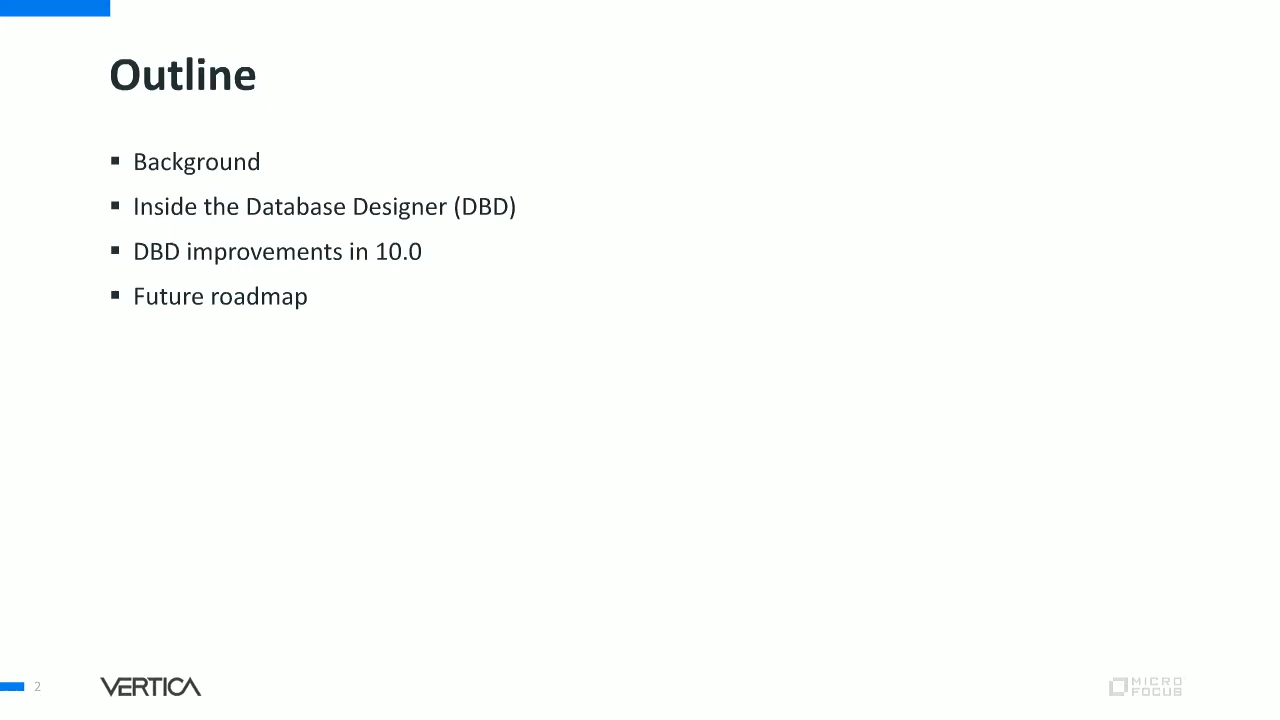 Outline
▪ Background
▪ Inside the Database Designer (DBD)
▪ DBD improvements in 10.0
▪ Future roadmap
2
VERTICA
MICRO
FOCUS